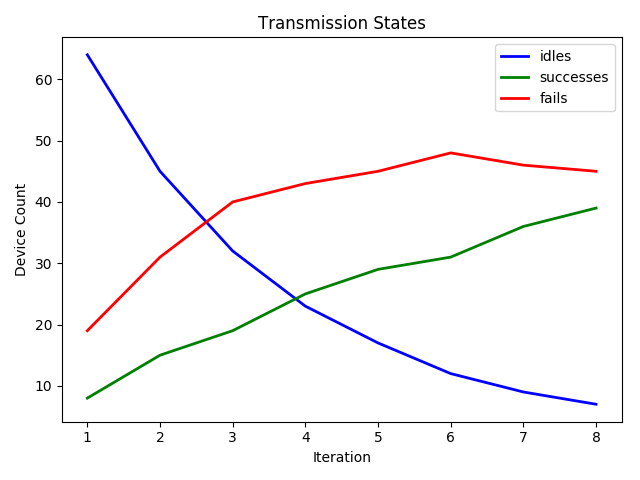 Transmission States
idles
successes
fails
60
50
40
30
20
10
Device Count
1 2 3 4 5 6 7 8
Iteration